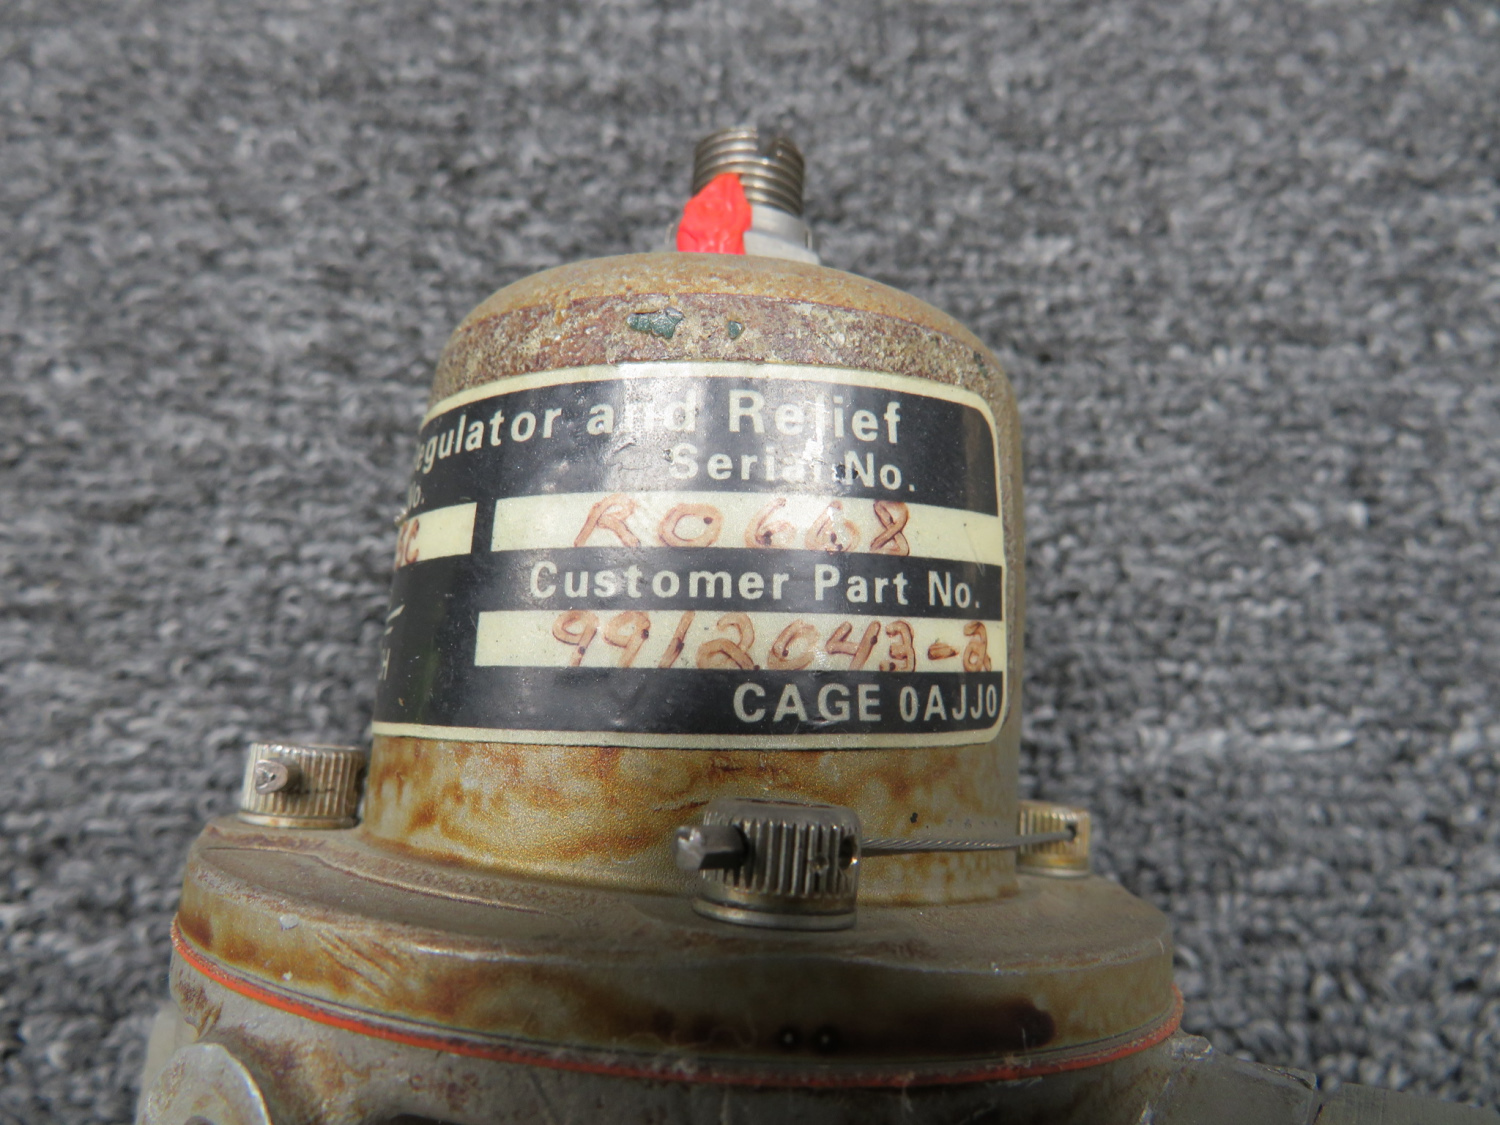 egulator and Relief
Serial No.
R0668
Customer Part No.
9912043-2
CAGE 0AJJ0